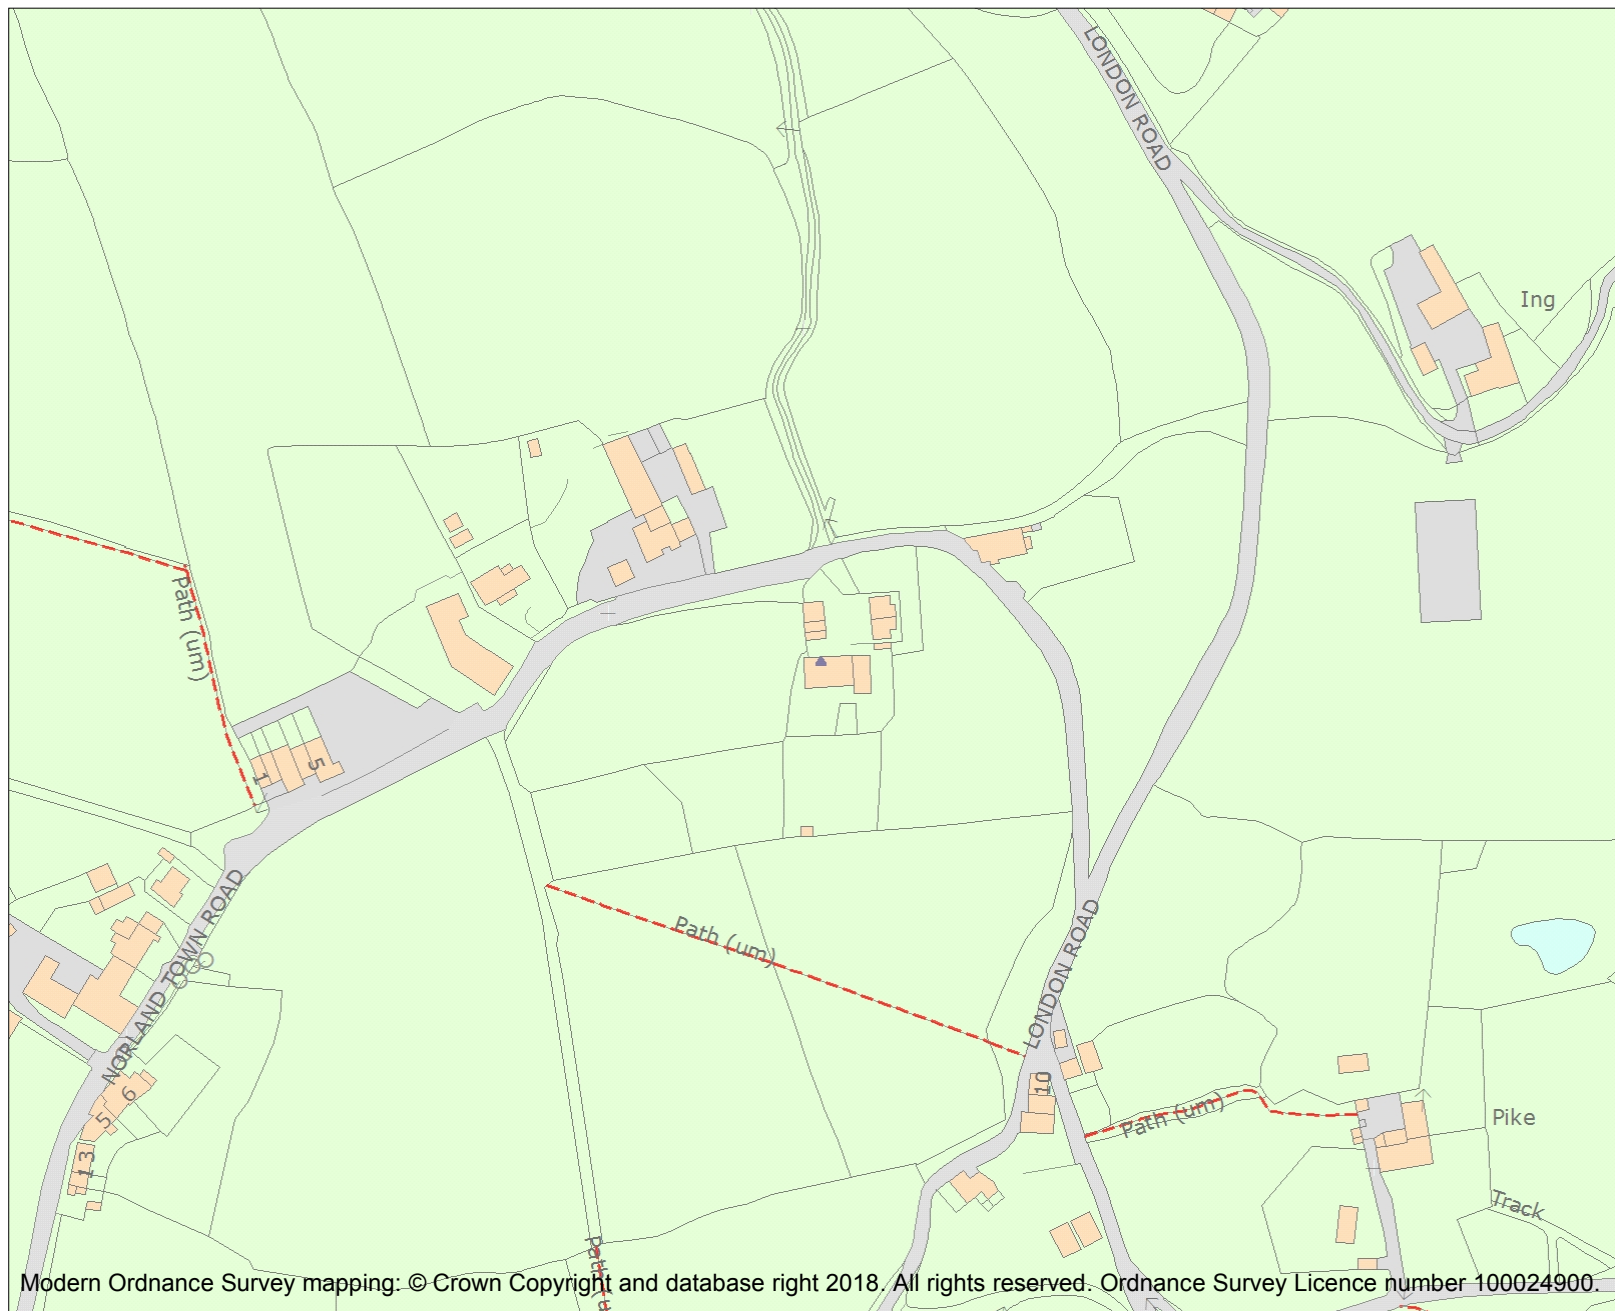 LONDON ROAD
Ing
Path (um)
1
5
NORLAND TOWN ROAD
Path (um)
LONDON ROAD
10
Path (um)
Pike
6
5
13
Track
Path (u
Modern Ordnance Survey mapping: © Crown Copyright and database right 2018. All rights reserved. Ordnance Survey Licence number 100024900.